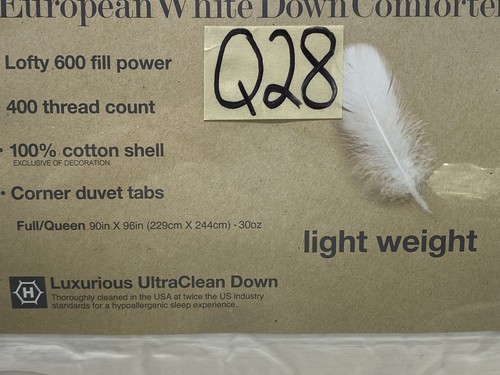 European White Down Comforter
Q28
Lofty 600 fill power
400 thread count
• 100% cotton shell
EXCLUSIVE OF DECORATION
• Corner duvet tabs
Full/Queen 90in X 96in (229cm X 244cm) • 30oz
light weight
H
Luxurious UltraClean Down
Thoroughly cleaned in the USA at twice the US industry
standards for a hypoallergenic sleep experience.